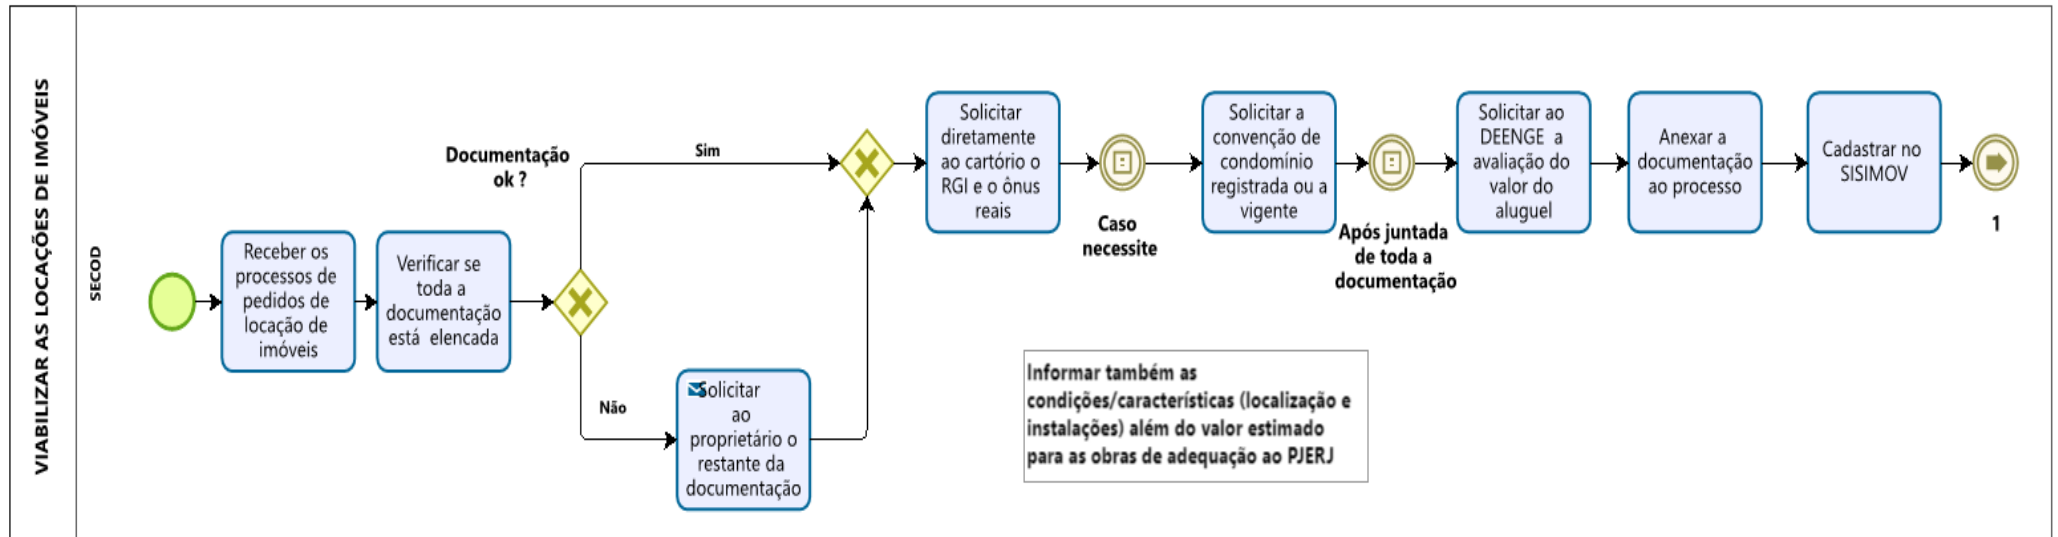 VIABILIZAR AS LOCAÇÕES DE IMÓVEIS
SECOD
Receber os
processos de
pedidos de
locação de
imóveis
Verificar se
toda a
documentação
está elencada
Documentação
ok ?
Sim
Não
Solicitar
ao
proprietário o
restante da
documentação
Solicitar
diretamente
ao cartório o
RGI e o ônus
reais
Caso
necessite
Solicitar a
convenção de
condomínio
registrada ou a
vigente
Após juntada
de toda a
documentação
Solicitar ao
DEENGE a
avaliação do
valor do
aluguel
Anexar a
documentação
ao processo
Cadastrar no
SISIMOV
1
Informar também as
condições/características (localização e
instalações) além do valor estimado
para as obras de adequação ao PJERJ